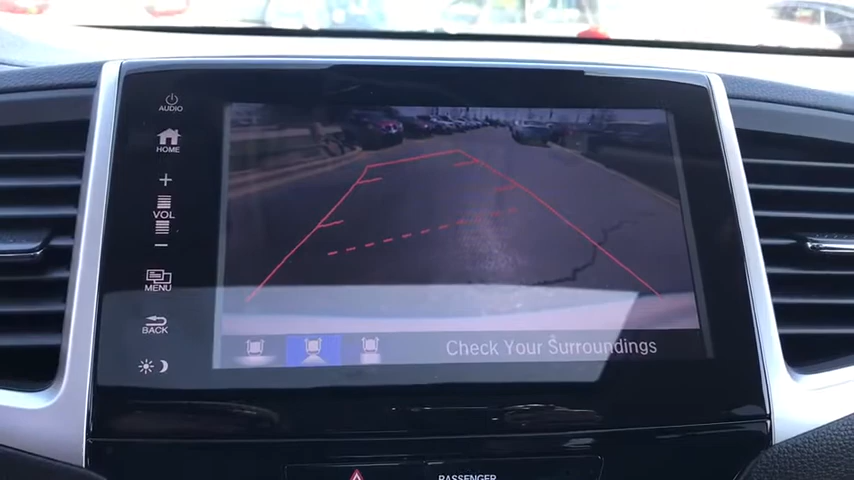 AUDIO
HOME
VOL
MENU
BACK
Check Your Surroundings
PASSENGER